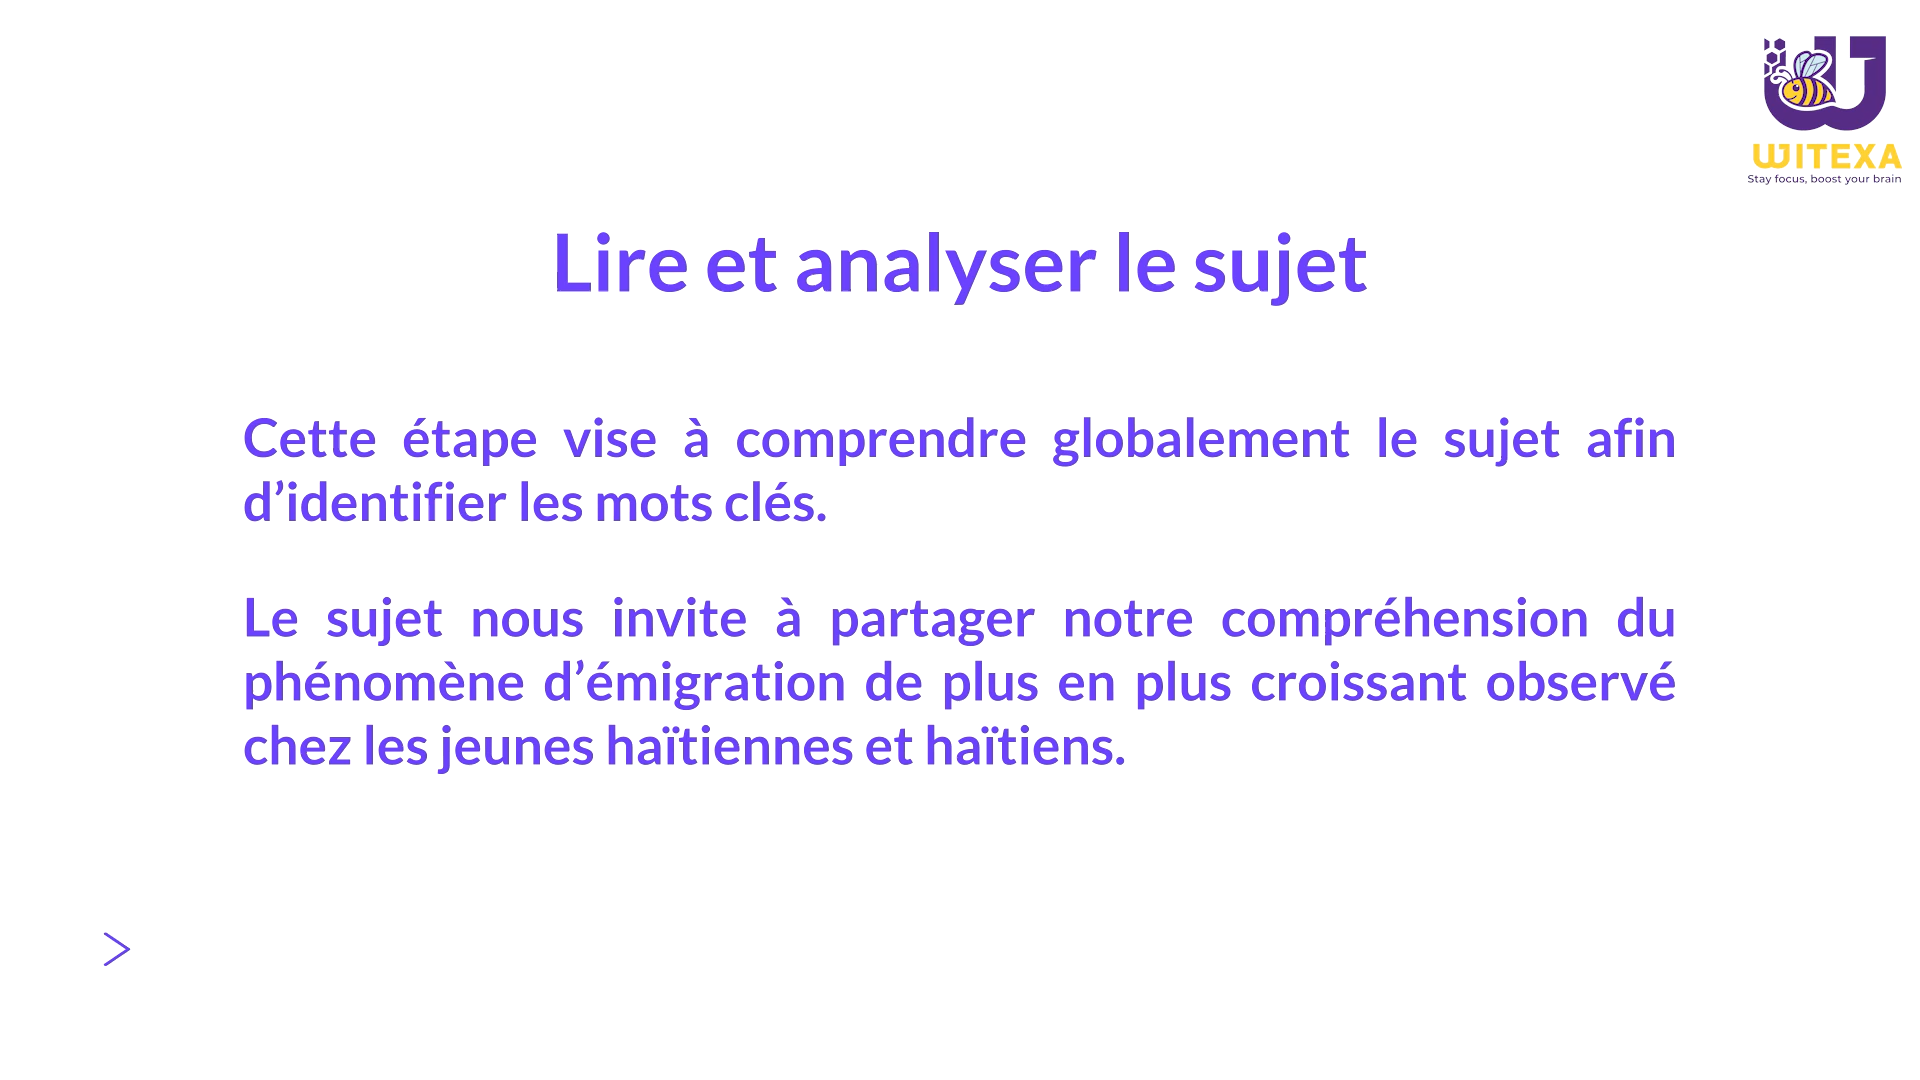 WITEXA
Stay focus, boost your brain
Lire et analyser le sujet
Cette étape vise à comprendre globalement le sujet afin
d’identifier les mots clés.
Le sujet nous invite à partager notre compréhension du
phénomène d’émigration de plus en plus croissant observé
chez les jeunes haïtiennes et haïtiens.